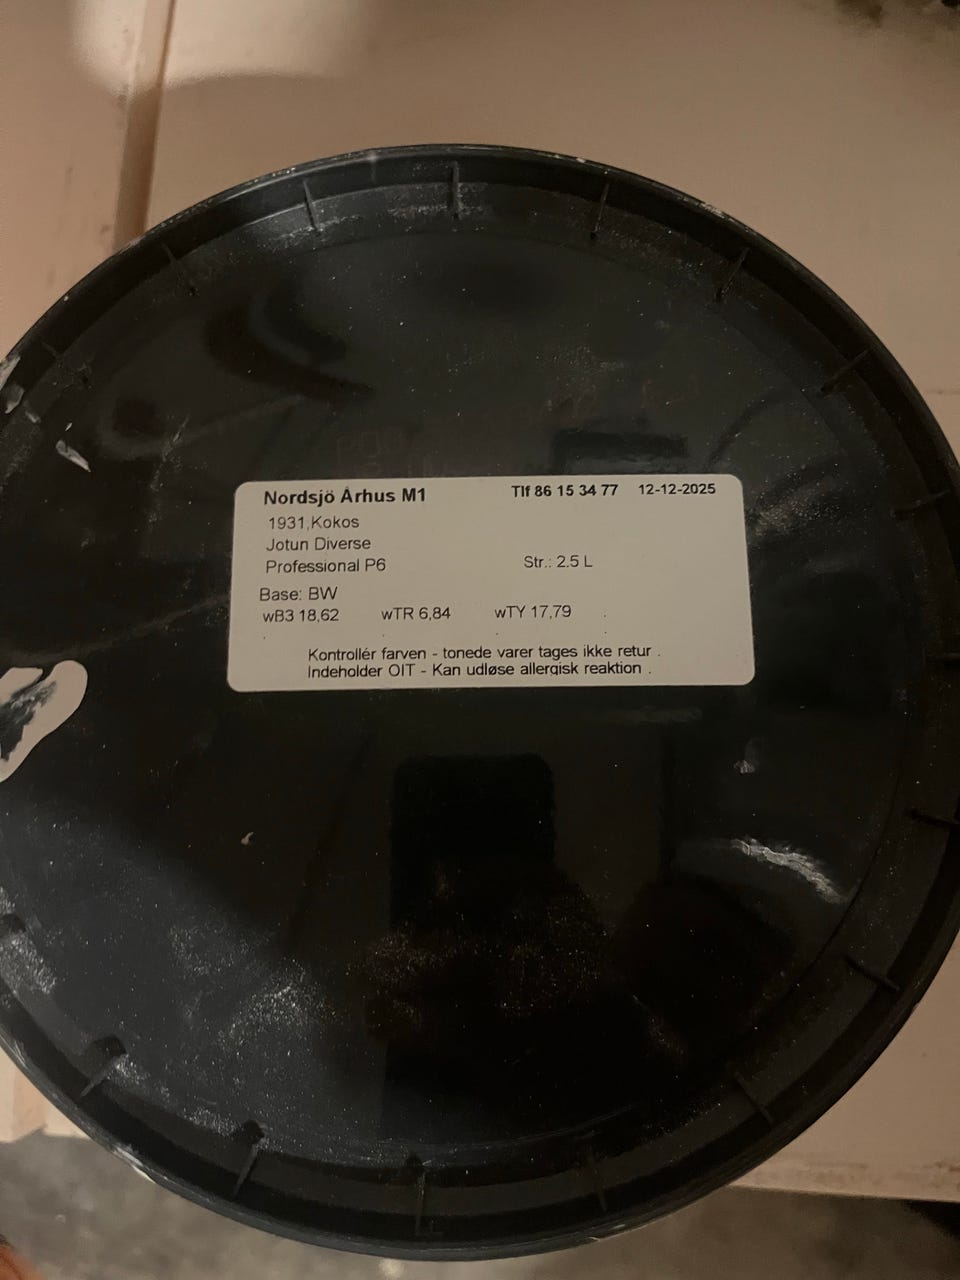 Nordsjö Århus M1 Tlf 86 15 34 77 12-12-2025
1931,Kokos
Jotun Diverse
Professional P6 Str.: 2.5 L
Base: BW
wB3 18,62 wTR 6,84 wTY 17,79 .
. . .
Kontrollér farven - tonede varer tages ikke retur .
Indeholder OIT - Kan udløse allergisk reaktion .